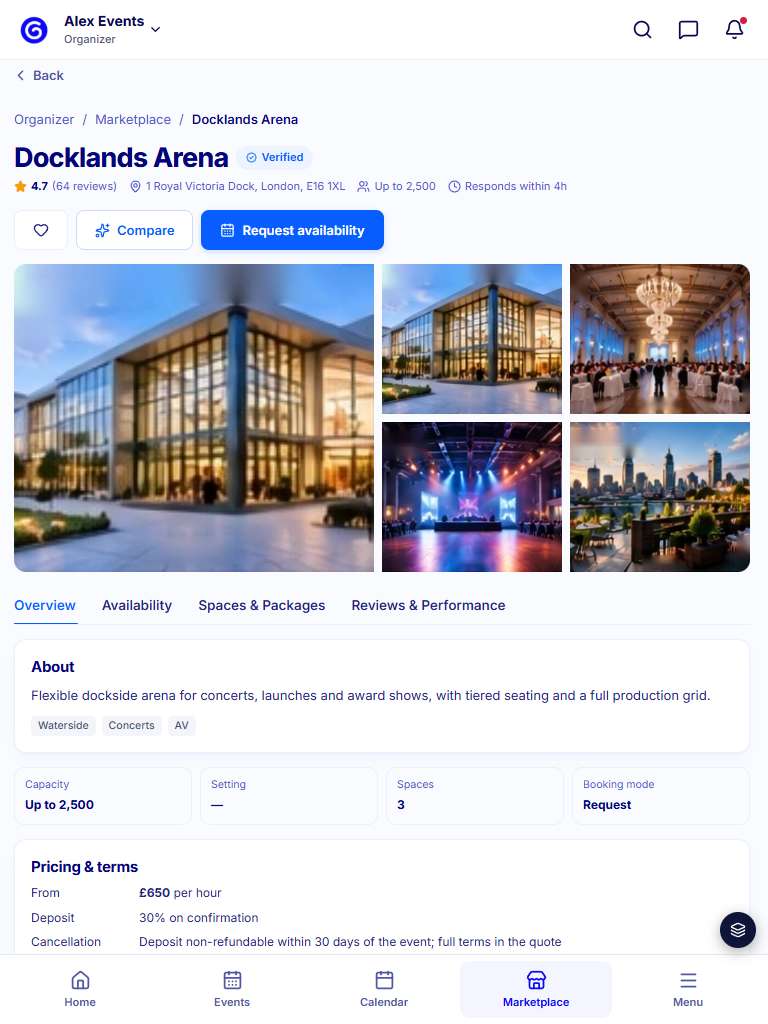 Alex Events
Organizer
Back
Organizer / Marketplace / Docklands Arena
Docklands Arena Verified
4.7 (64 reviews) 1 Royal Victoria Dock, London, E16 1XL Up to 2,500 Responds within 4h
Compare Request availability
Overview Availability Spaces & Packages Reviews & Performance
About
Flexible dockside arena for concerts, launches and award shows, with tiered seating and a full production grid.
Waterside Concerts AV
Capacity Setting Spaces Booking mode
Up to 2,500 — 3 Request
Pricing & terms
From £650 per hour
Deposit 30% on confirmation
Cancellation Deposit non-refundable within 30 days of the event; full terms in the quote
Home Events Calendar Marketplace Menu